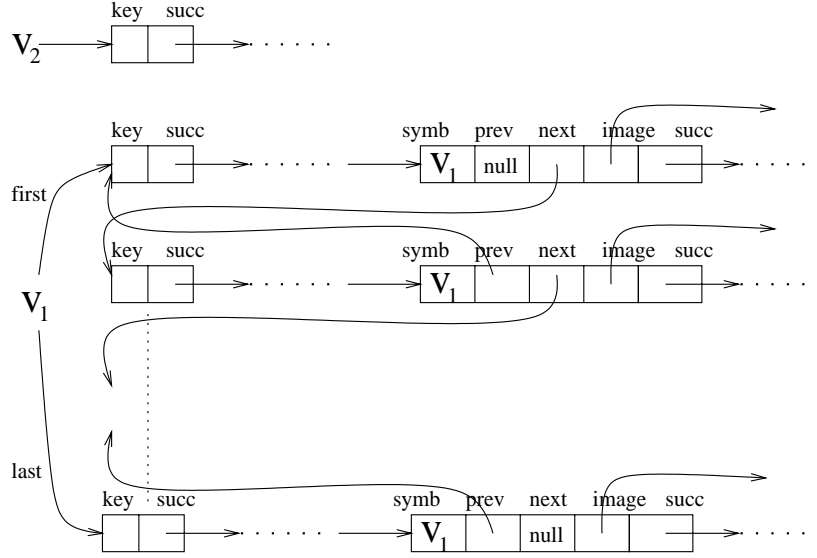 key succ
V2
key succ symb prev next image succ
V1 null
first
key succ symb prev next image succ
V1
V1
last
key succ symb prev next image succ
V1 null